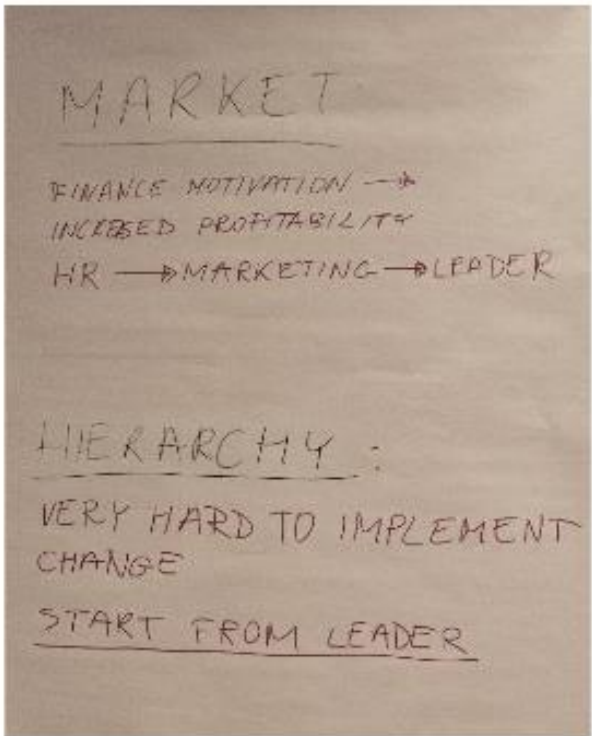 MARKET
FINANCE MOTIVATION →
INCREASED PROFITABILITY
HR → MARKETING → LEADER
HIERARCHY :
VERY HARD TO IMPLEMENT
CHANGE
START FROM LEADER